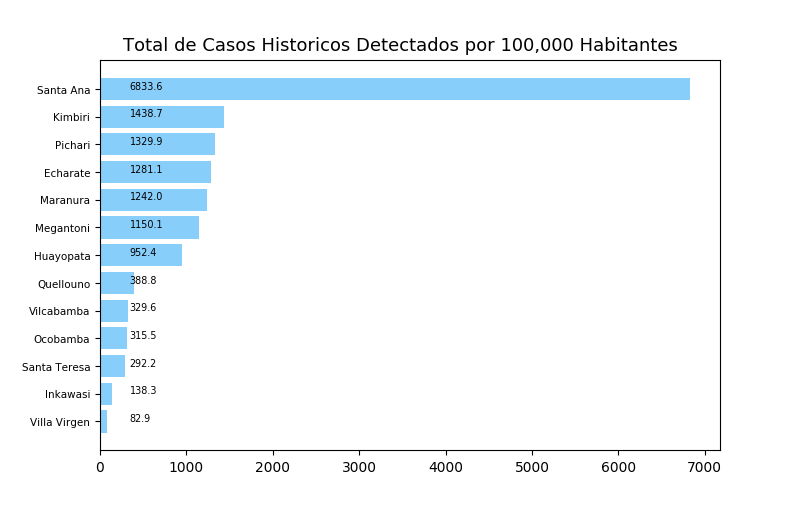 Total de Casos Historicos Detectados por 100,000 Habitantes
Santa Ana 6833.6
Kimbiri 1438.7
Pichari 1329.9
Echarate 1281.1
Maranura 1242.0
Megantoni 1150.1
Huayopata 952.4
Quellouno 388.8
Vilcabamba 329.6
Ocobamba 315.5
Santa Teresa 292.2
Inkawasi 138.3
Villa Virgen 82.9
0 1000 2000 3000 4000 5000 6000 7000